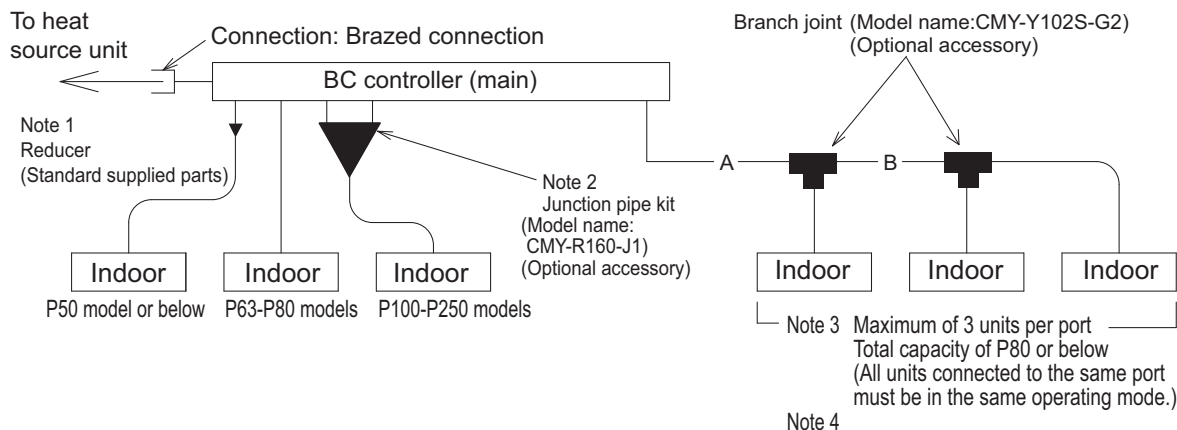 To heat
source unit
Connection: Brazed connection
Branch joint (Model name:CMY-Y102S-G2)
(Optional accessory)
BC controller (main)
Note 1
Reducer
(Standard supplied parts)
A
B
Note 2
Junction pipe kit
(Model name:
CMY-R160-J1)
(Optional accessory)
Indoor
Indoor
Indoor
Indoor
Indoor
Indoor
P50 model or below
P63-P80 models
P100-P250 models
Note 3 Maximum of 3 units per port
Total capacity of P80 or below
(All units connected to the same port
must be in the same operating mode.)
Note 4